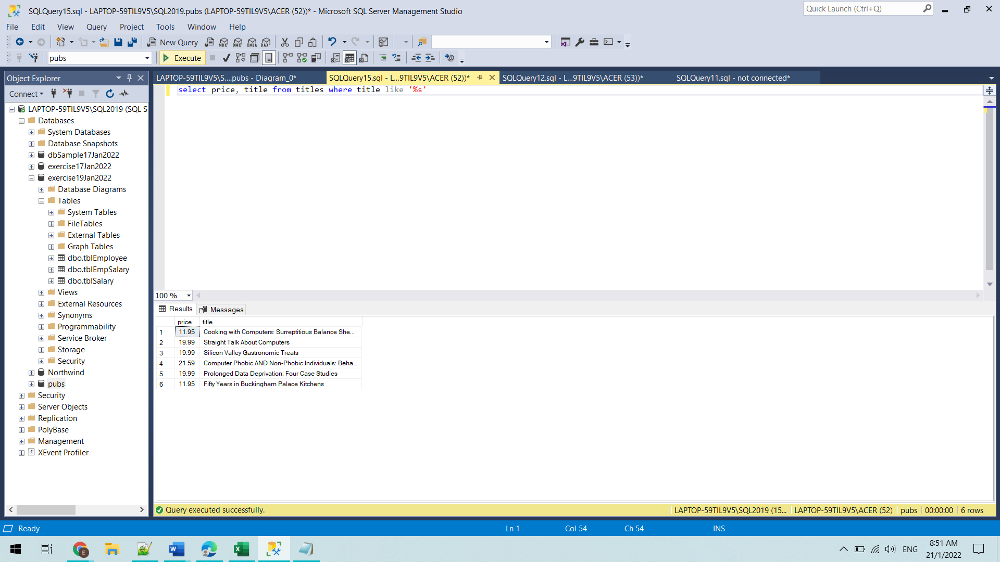 SQLQuery15.sql - LAPTOP-59TIL9V5\SQL2019.pubs (LAPTOP-59TIL9V5\ACER (52))* - Microsoft SQL Server Management Studio
Quick Launch (Ctrl+Q)
File Edit View Query Project Tools Window Help
New Query MDX DMX XMLA DAX
pubs Execute
Object Explorer
LAPTOP-59TIL9V5\S....pubs - Diagram_0* SQLQuery15.sql - L...9TIL9V5\ACER (52))* SQLQuery12.sql - L...9TIL9V5\ACER (53))* SQLQuery11.sql - not connected*
Connect
LAPTOP-59TIL9V5\SQL2019 (SQL S
Databases
System Databases
Database Snapshots
dbSample17Jan2022
exercise17Jan2022
exercise19Jan2022
Database Diagrams
Tables
System Tables
FileTables
External Tables
Graph Tables
dbo.tblEmployee
dbo.tblEmpSalary
dbo.tblSalary
Views
External Resources
Synonyms
Programmability
Service Broker
Storage
Security
Northwind
pubs
Security
Server Objects
Replication
PolyBase
Management
XEvent Profiler
select price, title from titles where title like '%s'
100 %
Results Messages
price title
1 11.95 Cooking with Computers: Surreptitious Balance She...
2 19.99 Straight Talk About Computers
3 19.99 Silicon Valley Gastronomic Treats
4 21.59 Computer Phobic AND Non-Phobic Individuals: Beha...
5 19.99 Prolonged Data Deprivation: Four Case Studies
6 11.95 Fifty Years in Buckingham Palace Kitchens
Query executed successfully. LAPTOP-59TIL9V5\SQL2019 (15... LAPTOP-59TIL9V5\ACER (52) pubs 00:00:00 6 rows
Ready Ln 1 Col 54 Ch 54 INS
ENG
8:51 AM
21/1/2022